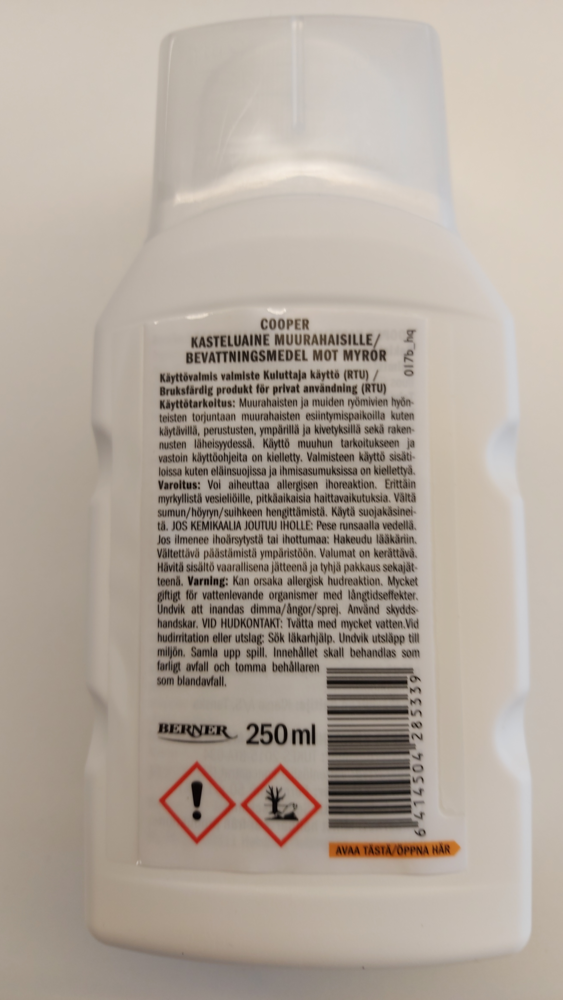 COOPER
KASTELUAINE MUURAHAISILLE/
BEVATTNINGSMEDEL MOT MYROR
017b_hq
Käyttövalmis valmiste Kuluttaja käyttö (RTU) /
Bruksfärdig produkt för privat användning (RTU)
Käyttötarkoitus: Muurahaisten ja muiden ryömivien hyön-
teisten torjuntaan muurahaisten esiintymispaikoilla kuten
käytävillä, perustusten, ympärillä ja kivetyksillä sekä raken-
nusten läheisyydessä. Käyttö muuhun tarkoitukseen ja
vastoin käyttöohjeita on kielletty. Valmisteen käyttö sisäti-
loissa kuten eläinsuojissa ja ihmisasumuksissa on kiellettyä.
Varoitus: Voi aiheuttaa allergisen ihoreaktion. Erittäin
myrkyllistä vesieliöille, pitkäaikaisia haittavaikutuksia. Vältä
sumun/höyryn/suihkeen hengittämistä. Käytä suojakäsinei-
tä. JOS KEMIKAALIA JOUTUU IHOLLE: Pese runsaalla vedellä.
Jos ilmenee ihoärsytystä tai ihottumaa: Hakeudu lääkäriin.
Vältettävä päästämistä ympäristöön. Valumat on kerättävä.
Hävitä sisältö vaarallisena jätteenä ja tyhjä pakkaus sekajät-
teenä. Varning: Kan orsaka allergisk hudreaktion. Mycket
giftigt för vattenlevande organismer med långtidseffekter.
Undvik att inandas dimma/ångor/sprej. Använd skydds-
handskar. VID HUDKONTAKT: Tvätta med mycket vatten.Vid
hudirritation eller utslag: Sök läkarhjälp. Undvik utsläpp till
miljön. Samla upp spill. Innehållet skall behandlas som
farligt avfall och tomma behållaren
som blandavfall.
BERNER 250 ml
6 414504 285339
AVAA TÄSTÄ/ÖPPNA HÄR